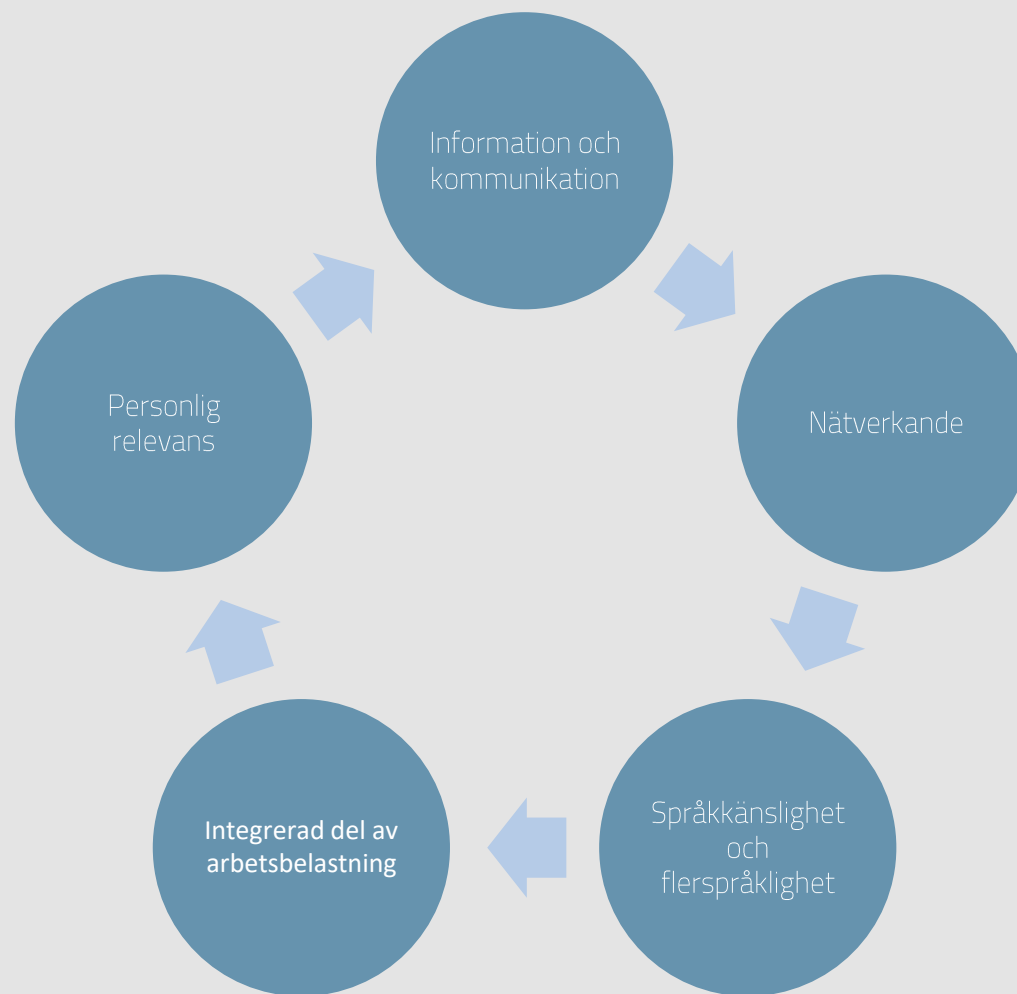 Information och
kommunikation
Nätverkande
Språkkänslighet
och
flerspråklighet
Integrerad del av
arbetsbelastning
Personlig
relevans